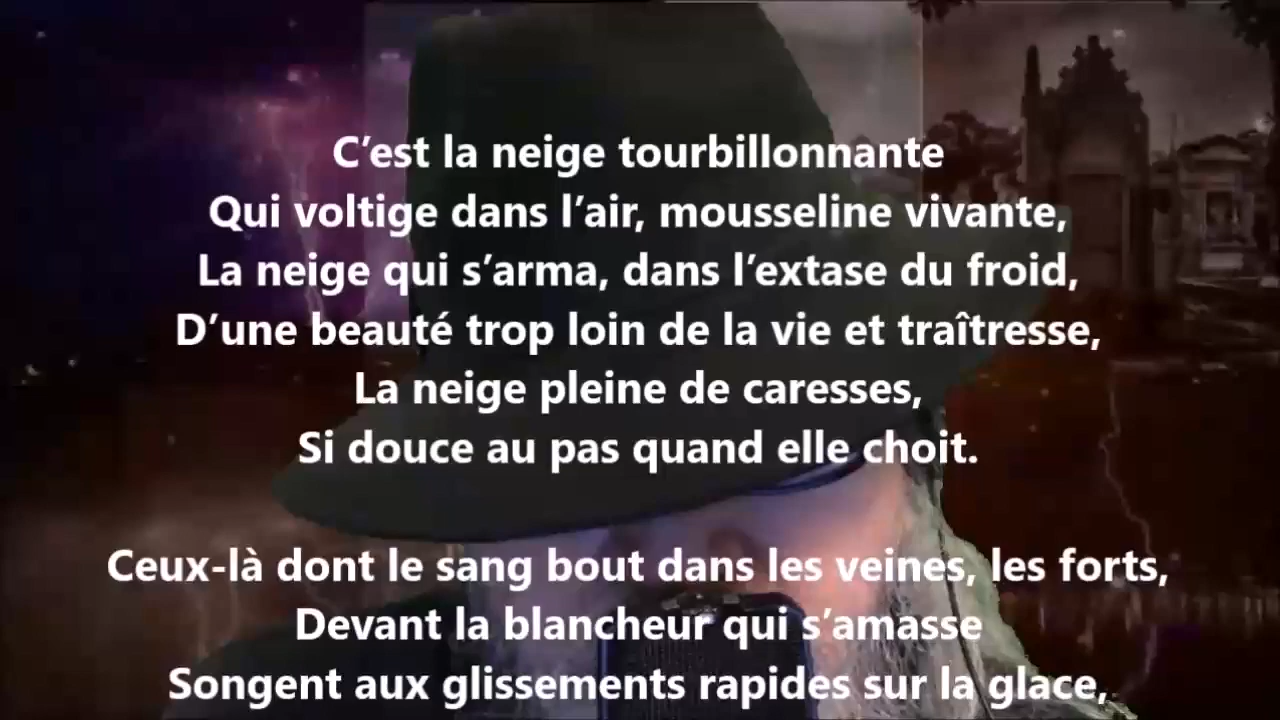 C’est la neige tourbillonnante
Qui voltige dans l’air, mousseline vivante,
La neige qui s’arma, dans l’extase du froid,
D’une beauté trop loin de la vie et traîtresse,
La neige pleine de caresses,
Si douce au pas quand elle choit.
Ceux-là dont le sang bout dans les veines, les forts,
Devant la blancheur qui s’amasse
Songent aux glissements rapides sur la glace,